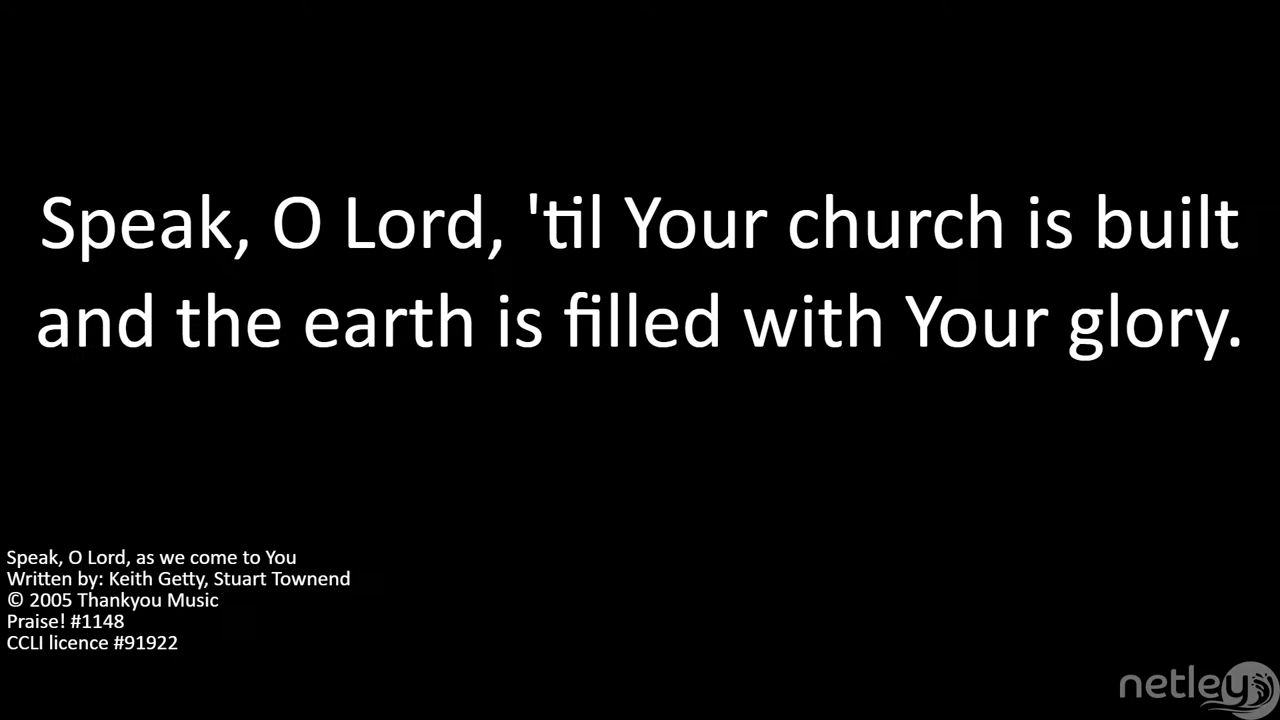 Speak, O Lord, 'til Your church is built
and the earth is filled with Your glory.
Speak, O Lord, as we come to You
Written by: Keith Getty, Stuart Townend
© 2005 Thankyou Music
Praise! #1148
CCLI licence #91922
netley